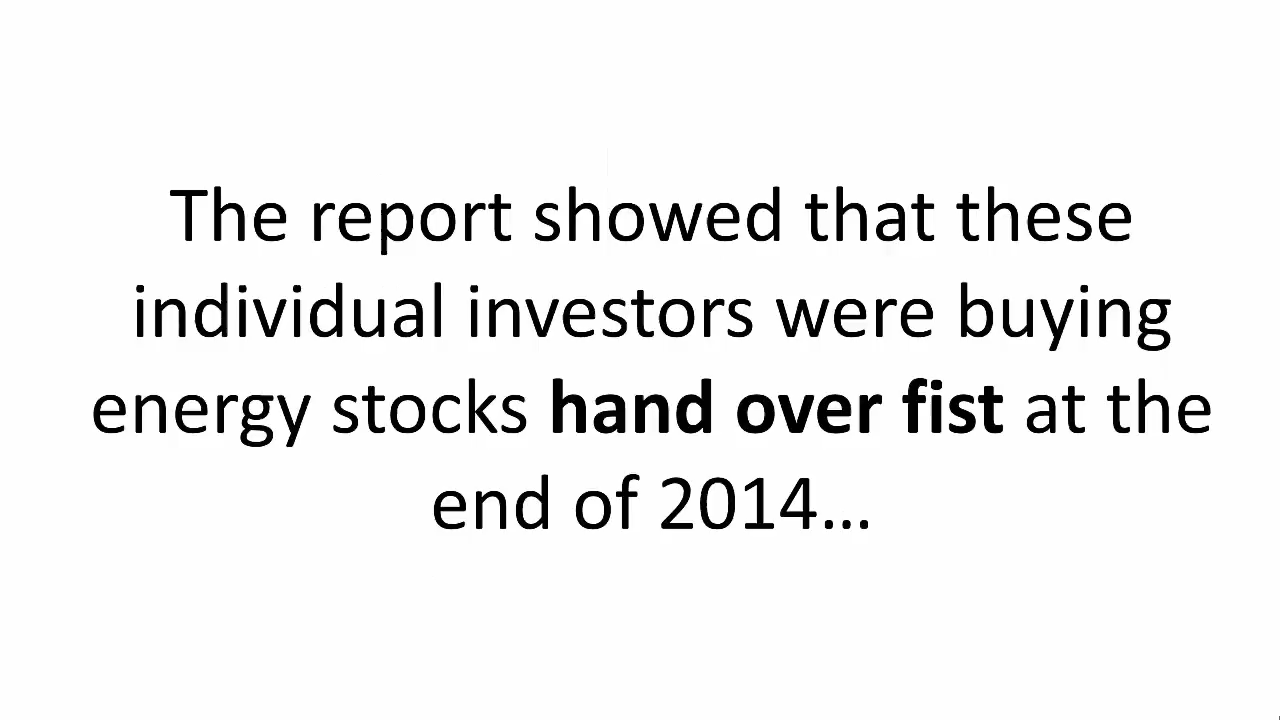 The report showed that these
individual investors were buying
energy stocks hand over fist at the
end of 2014…